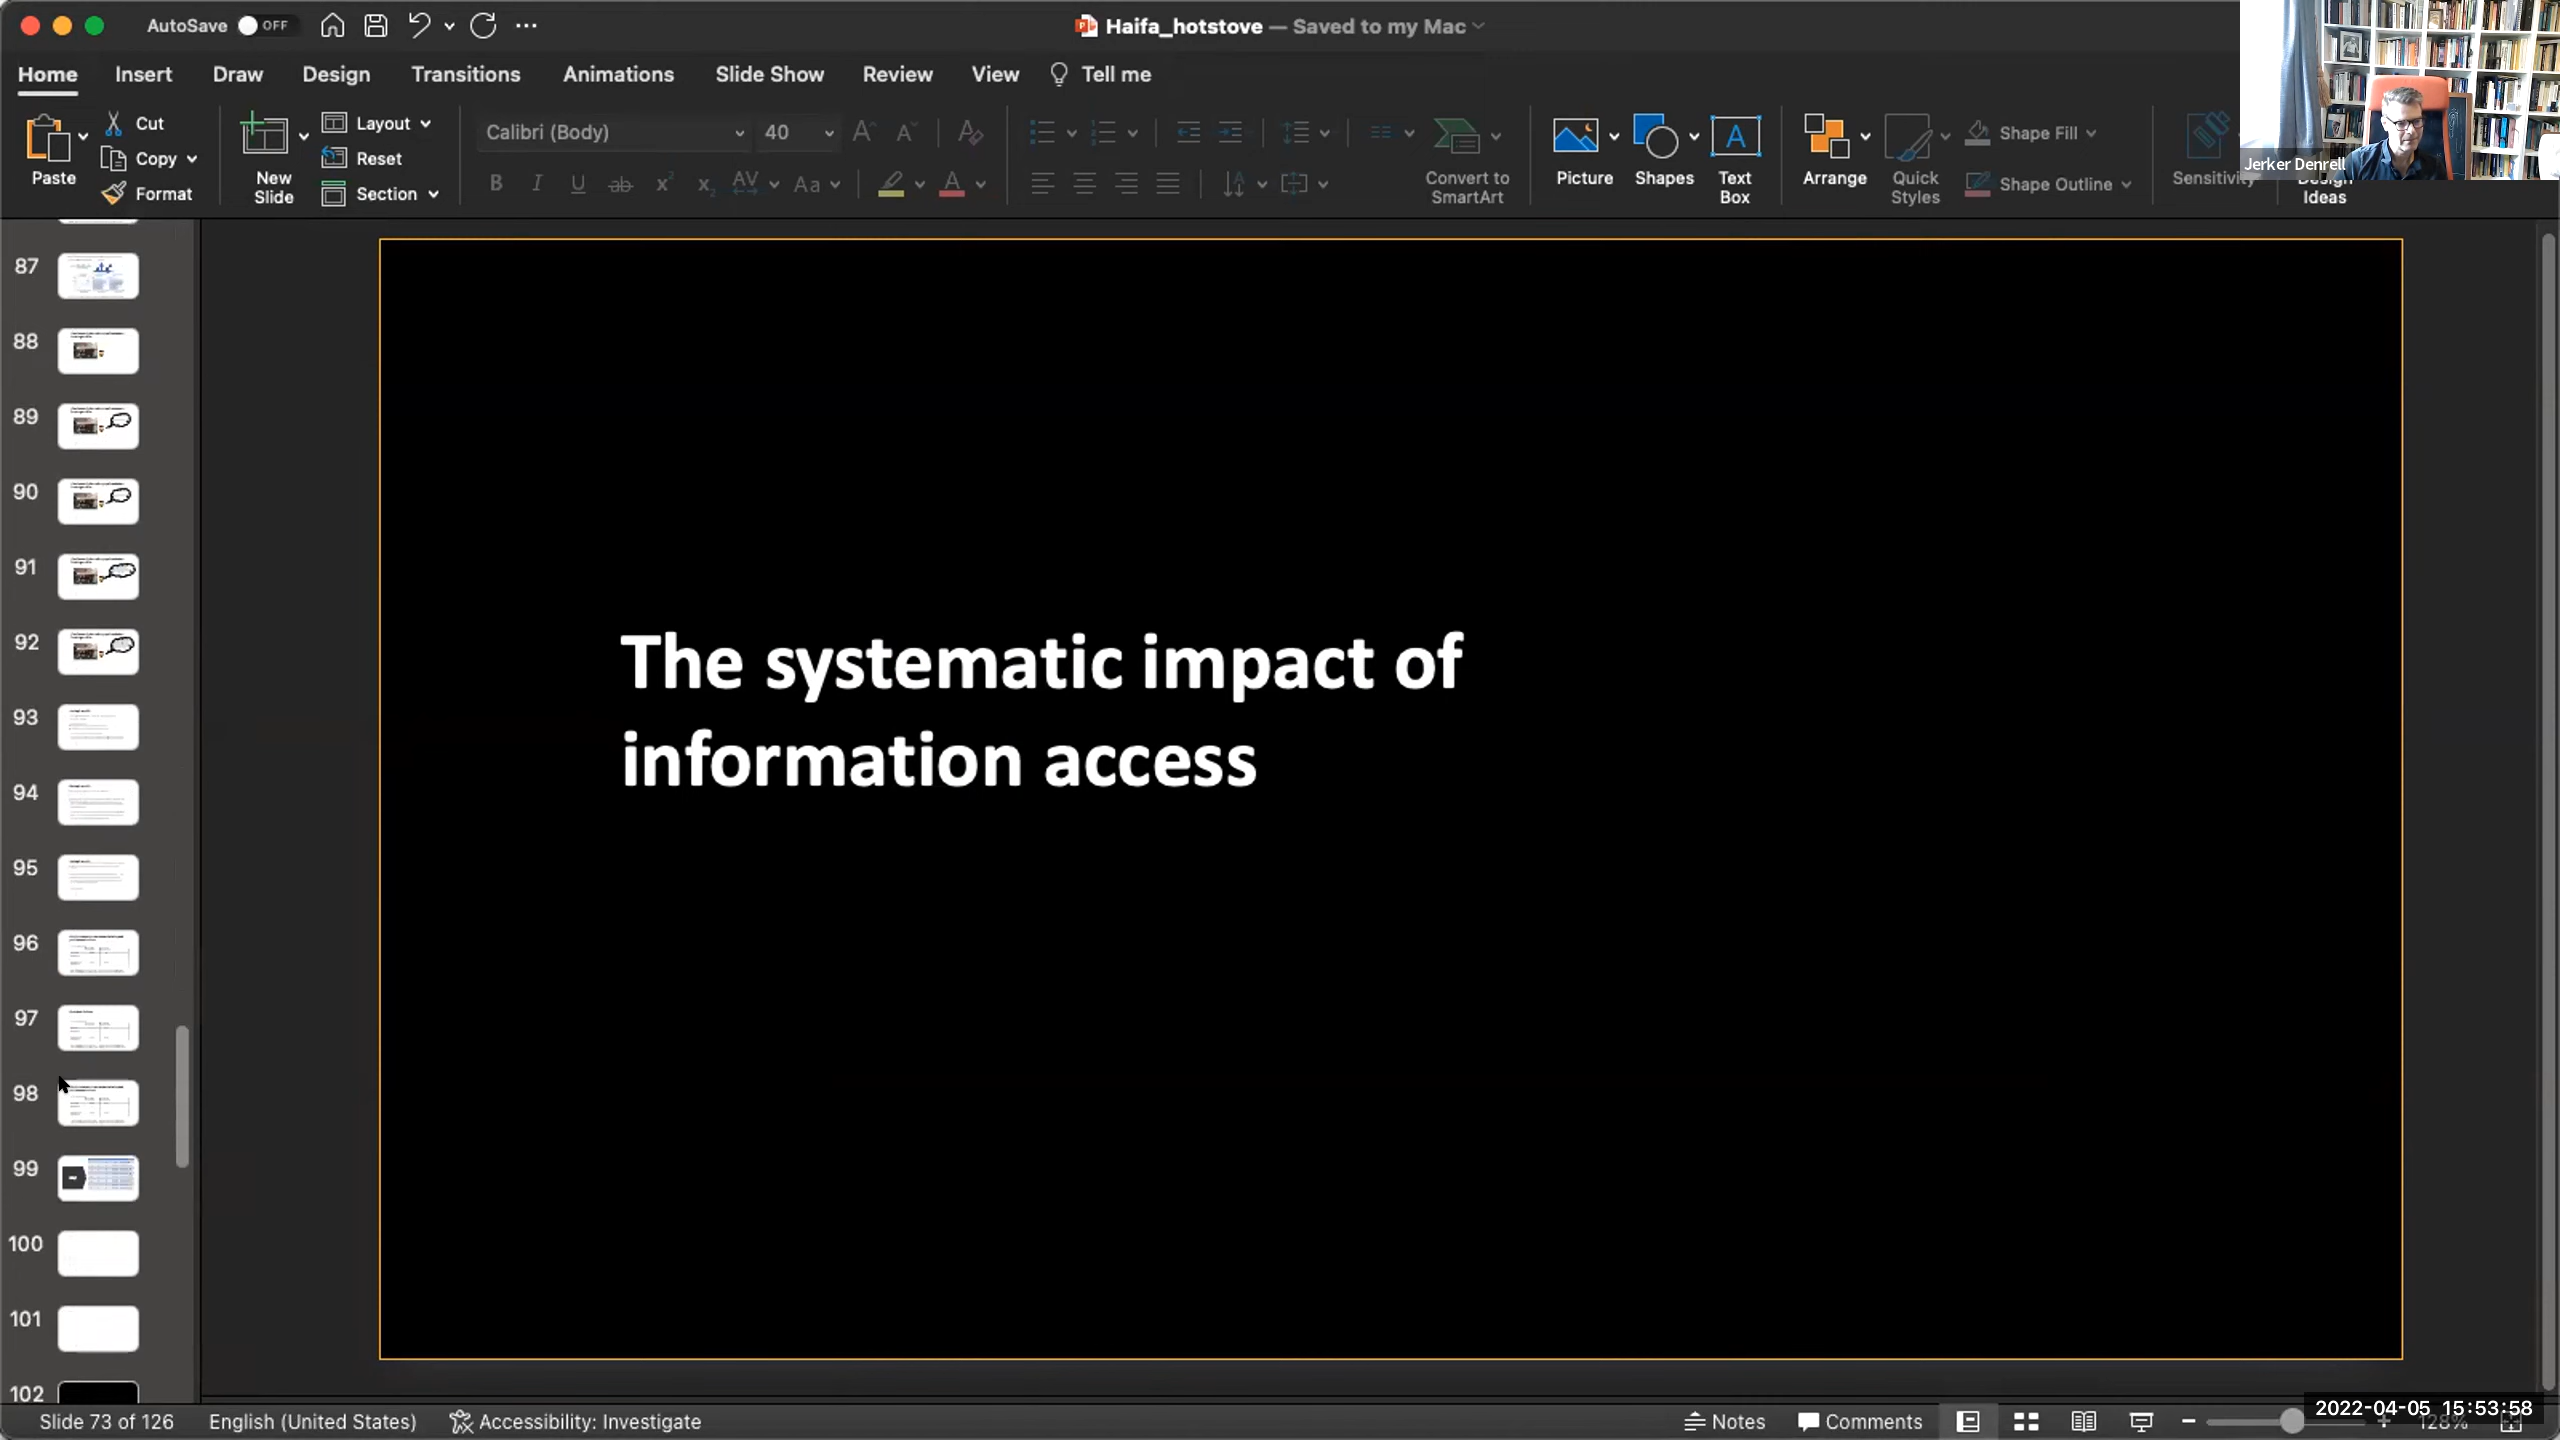 AutoSave OFF
Haifa_hotstove — Saved to my Mac
Home Insert Draw Design Transitions Animations Slide Show Review View Tell me
Paste
Cut
Copy
Format
New Slide
Layout
Reset
Section
Calibri (Body) 40
Convert to SmartArt
Picture
Shapes
Text Box
Arrange
Quick Styles
Shape Fill
Shape Outline
Sensitivity
Design Ideas
Jerker Denrell
87
88
89
90
91
92
93
94
95
96
97
98
99
100
101
102
The systematic impact of
information access
Slide 73 of 126 English (United States) Accessibility: Investigate
Notes Comments 128%
2022-04-05 15:53:58